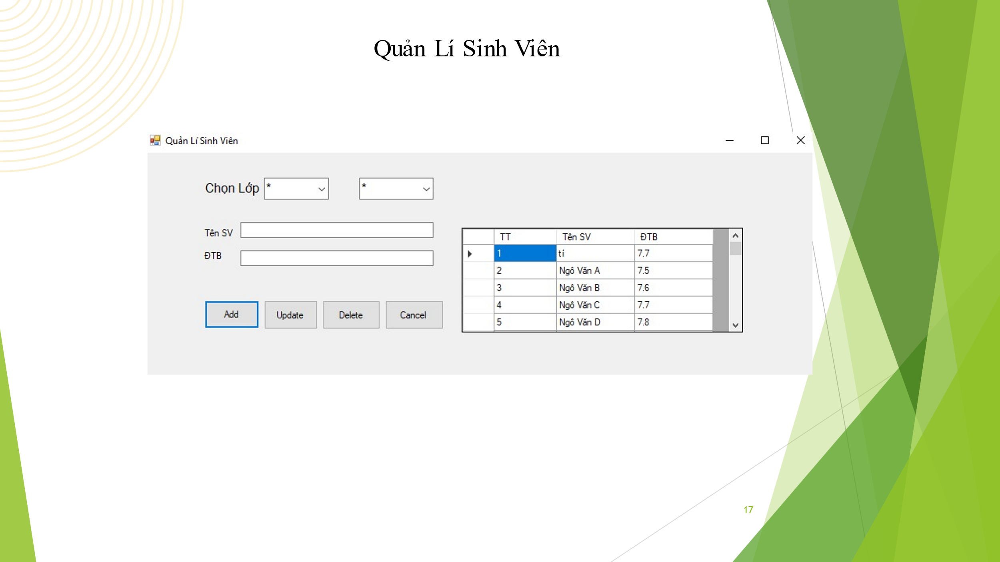 Quản Lí Sinh Viên
Quản Lí Sinh Viên
Chọn Lớp * *
Tên SV
ĐTB
Add Update Delete Cancel
TT Tên SV ĐTB
1 tí 7.7
2 Ngô Văn A 7.5
3 Ngô Văn B 7.6
4 Ngô Văn C 7.7
5 Ngô Văn D 7.8
17